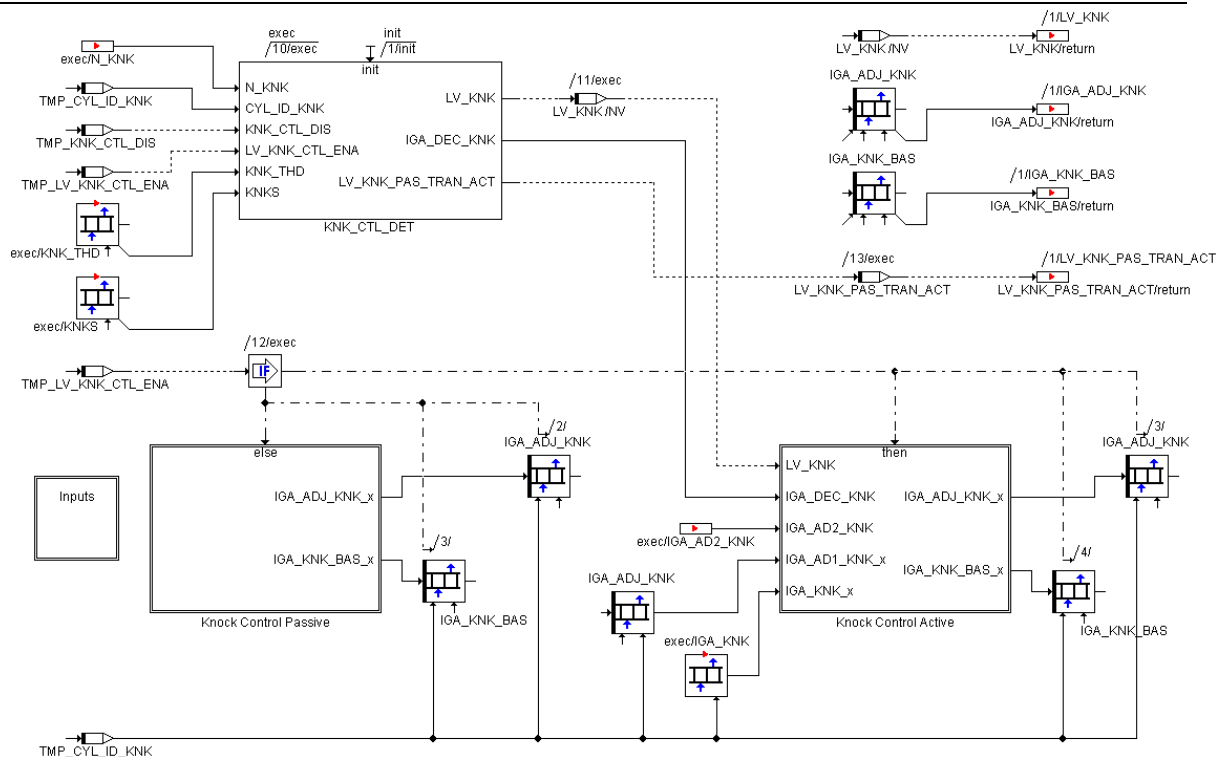 exec
/10/exec
init
/1/init
exec/N_KNK
TMP_CYL_ID_KNK
TMP_KNK_CTL_DIS
TMP_LV_KNK_CTL_ENA
exec/KNK_THD
exec/KNKS
init
N_KNK
CYL_ID_KNK
KNK_CTL_DIS
LV_KNK_CTL_ENA
KNK_THD
KNKS
LV_KNK
IGA_DEC_KNK
LV_KNK_PAS_TRAN_ACT
KNK_CTL_DET
/11/exec
LV_KNK/NV
LV_KNK/NV
/1/LV_KNK
LV_KNK/return
IGA_ADJ_KNK
/1/IGA_ADJ_KNK
IGA_ADJ_KNK/return
IGA_KNK_BAS
/1/IGA_KNK_BAS
IGA_KNK_BAS/return
/13/exec
LV_KNK_PAS_TRAN_ACT
/1/LV_KNK_PAS_TRAN_ACT
LV_KNK_PAS_TRAN_ACT/return
TMP_LV_KNK_CTL_ENA
/12/exec
IF
Inputs
else
IGA_ADJ_KNK_x
IGA_KNK_BAS_x
Knock Control Passive
/2/
IGA_ADJ_KNK
/3/
IGA_KNK_BAS
then
LV_KNK
IGA_DEC_KNK
IGA_AD2_KNK
IGA_AD1_KNK_x
IGA_KNK_x
IGA_ADJ_KNK_x
IGA_KNK_BAS_x
Knock Control Active
exec/IGA_AD2_KNK
IGA_ADJ_KNK
exec/IGA_KNK
/3/
IGA_ADJ_KNK
/4/
IGA_KNK_BAS
TMP_CYL_ID_KNK